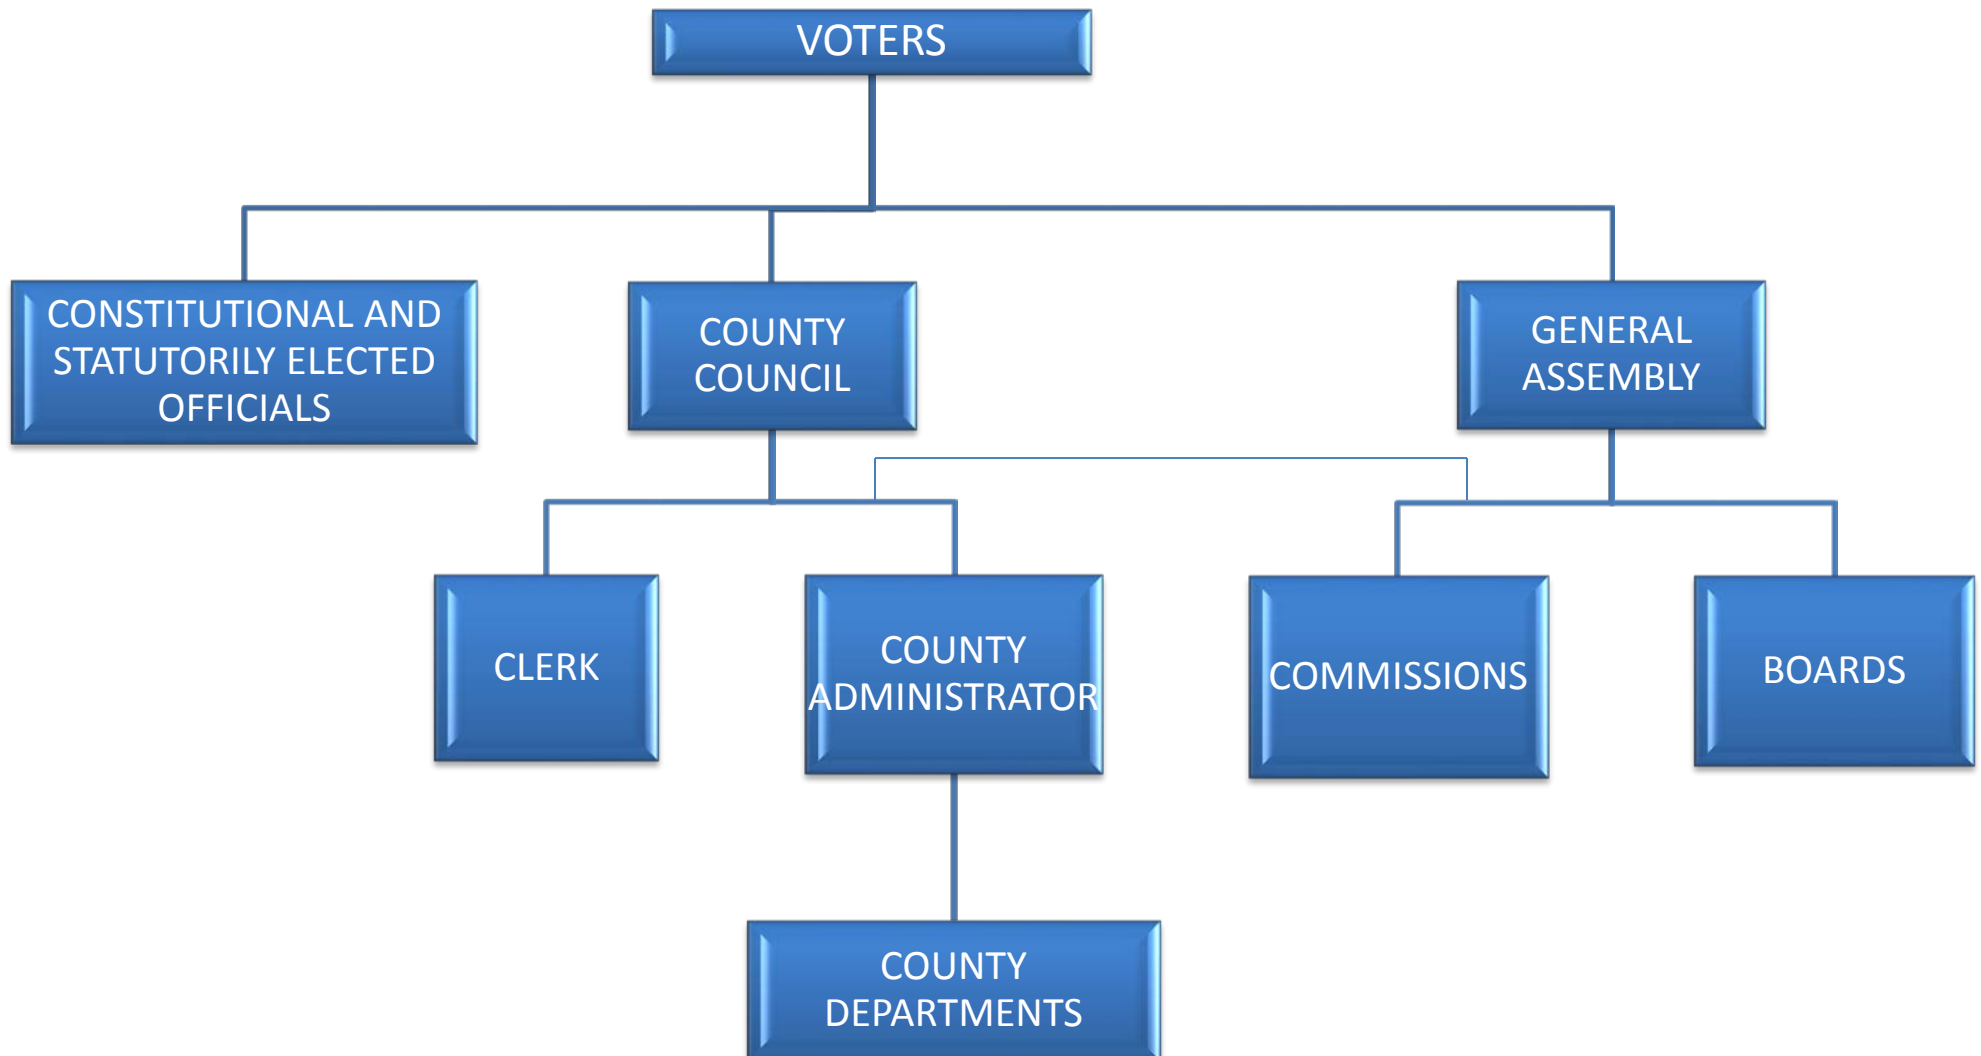 VOTERS
CONSTITUTIONAL AND
STATUTORILY ELECTED
OFFICIALS
COUNTY
COUNCIL
GENERAL
ASSEMBLY
CLERK
COUNTY
ADMINISTRATOR
COMMISSIONS
BOARDS
COUNTY
DEPARTMENTS